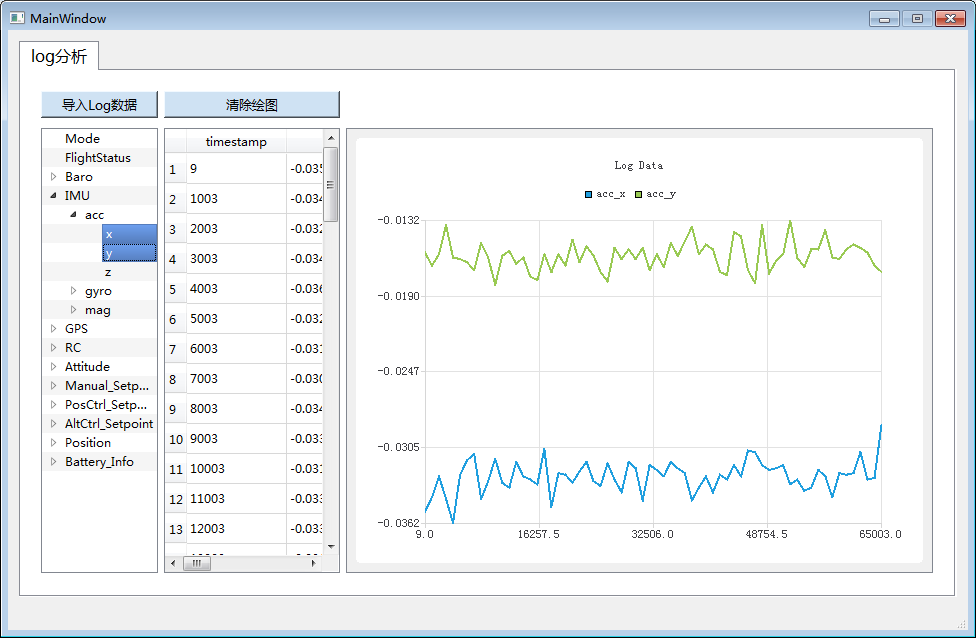 MainWindow
log分析
导入Log数据
清除绘图
Mode
FlightStatus
Baro
IMU
acc
x
y
z
gyro
mag
GPS
RC
Attitude
Manual_Setp...
PosCtrl_Setp...
AltCtrl_Setpoint
Position
Battery_Info
timestamp
1 9 -0.035
2 1003 -0.034
3 2003 -0.032
4 3003 -0.034
5 4003 -0.036
6 5003 -0.032
7 6003 -0.031
8 7003 -0.030
9 8003 -0.034
10 9003 -0.033
11 10003 -0.031
12 11003 -0.033
13 12003 -0.033
Log Data
acc_x acc_y
-0.0132
-0.0190
-0.0247
-0.0305
-0.0362
9.0 16257.5 32506.0 48754.5 65003.0